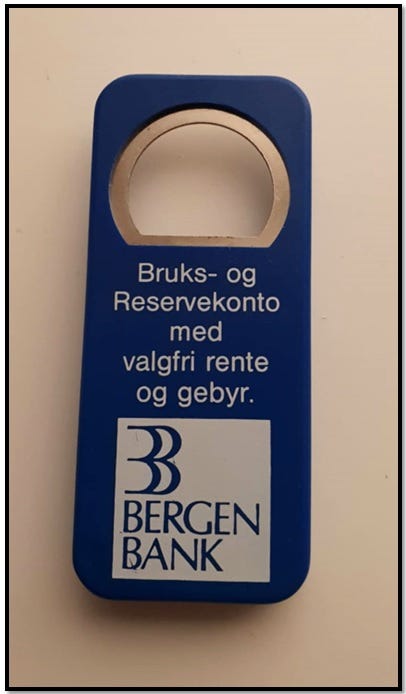 Bruks- og
Reservekonto
med
valgfri rente
og gebyr.
BERGEN
BANK